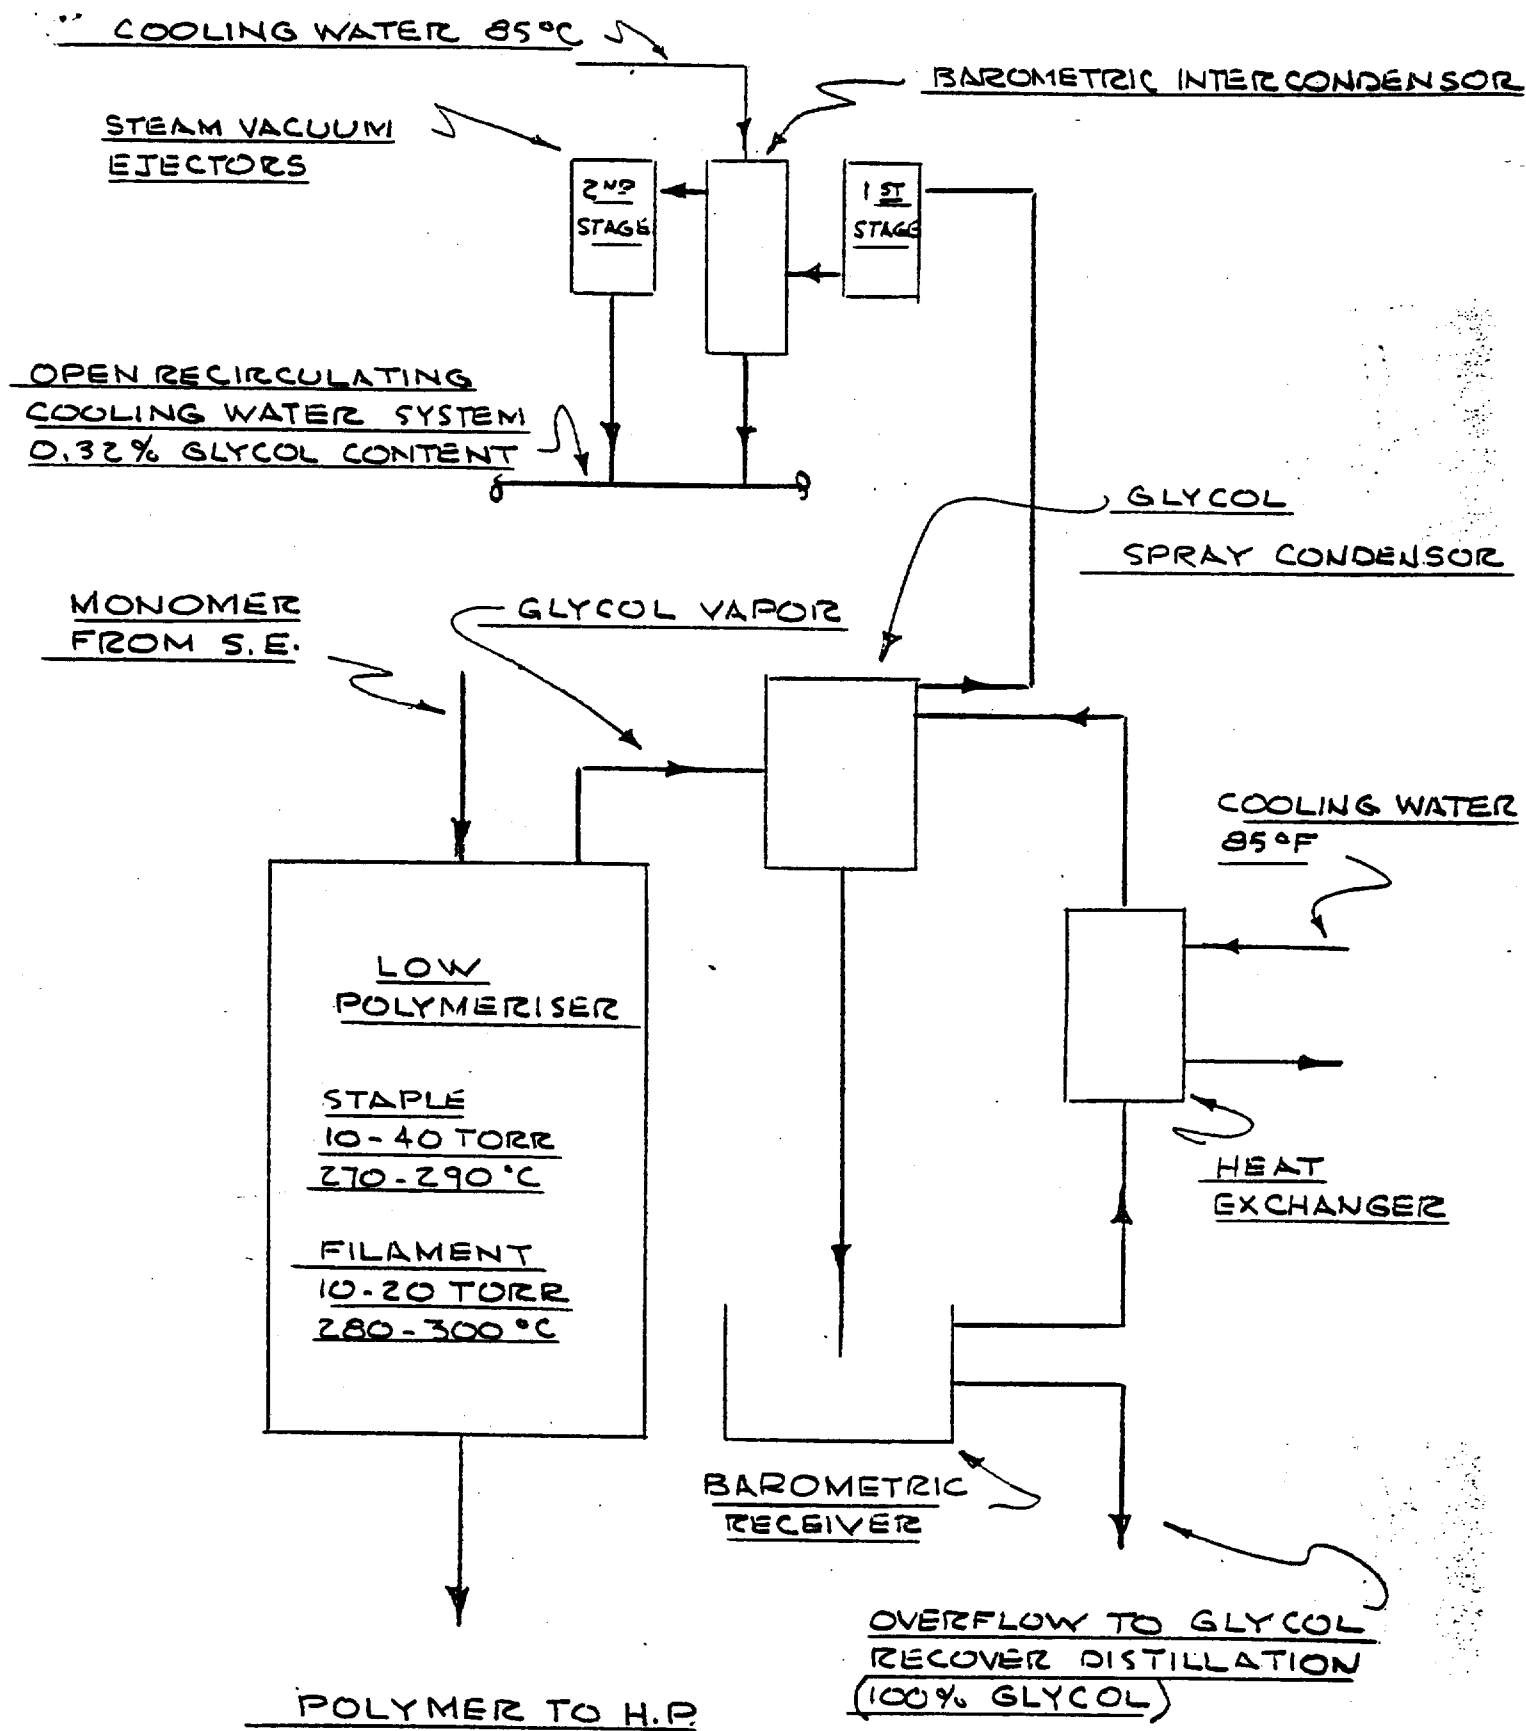 COOLING WATER 85°C
BAROMETRIC INTERCONDENSOR
STEAM VACUUM
EJECTORS
2ND
STAGE
1ST
STAGE
OPEN RECIRCULATING
COOLING WATER SYSTEM
0.32% GLYCOL CONTENT
GLYCOL
SPRAY CONDENSOR
MONOMER
FROM S.E.
GLYCOL VAPOR
COOLING WATER
85°F
LOW
POLYMERISER
STAPLE
10-40 TORR
270-290°C
FILAMENT
10-20 TORR
280-300°C
HEAT
EXCHANGER
BAROMETRIC
RECEIVER
OVERFLOW TO GLYCOL
RECOVER DISTILLATION
(100% GLYCOL)
POLYMER TO H.P.